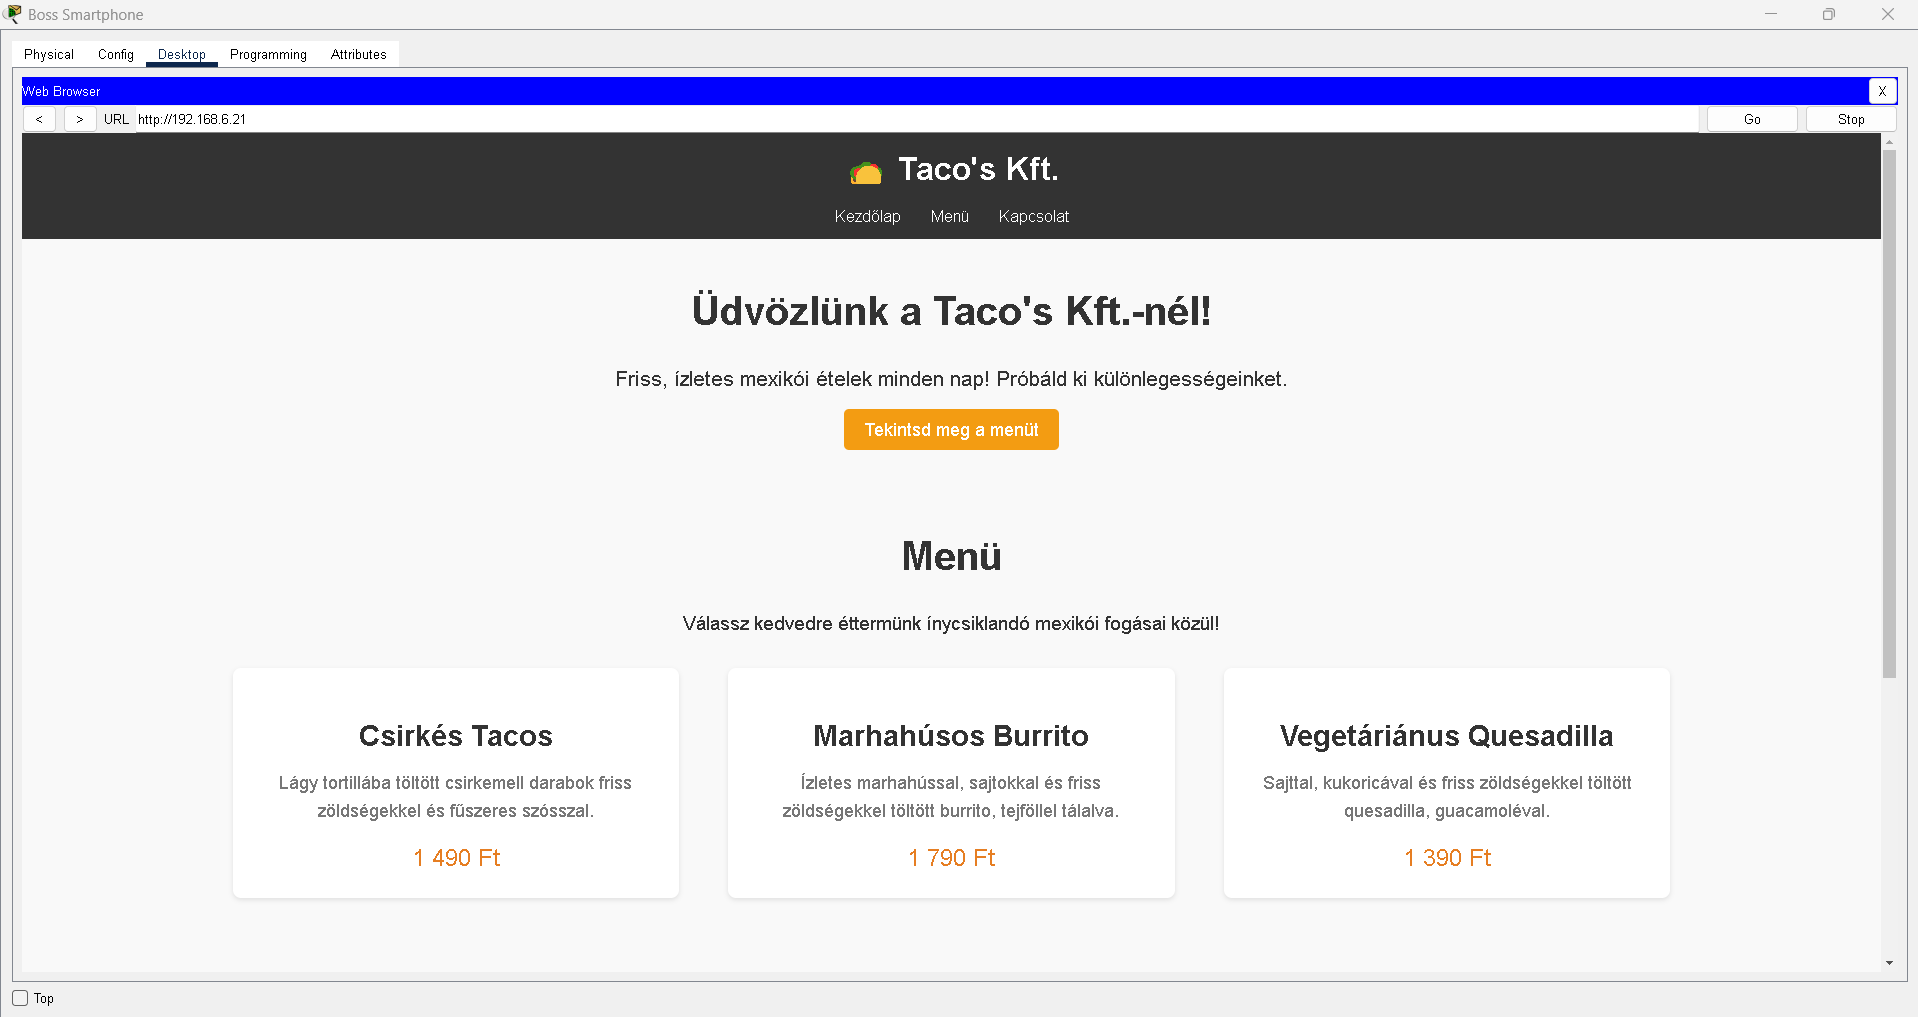 Boss Smartphone
Physical Config Desktop Programming Attributes
Web Browser X
< > URL http://192.168.6.21 Go Stop
Taco's Kft.
Kezdőlap Menü Kapcsolat
Üdvözlünk a Taco's Kft.-nél!
Friss, ízletes mexikói ételek minden nap! Próbáld ki különlegességeinket.
Tekintsd meg a menüt
Menü
Válassz kedvedre éttermünk ínycsiklandó mexikói fogásai közül!
Csirkés Tacos
Lágy tortillába töltött csirkemell darabok friss
zöldségekkel és fűszeres szósszal.
1 490 Ft
Marhahúsos Burrito
Ízletes marhahússal, sajtokkal és friss
zöldségekkel töltött burrito, tejföllel tálalva.
1 790 Ft
Vegetáriánus Quesadilla
Sajttal, kukoricával és friss zöldségekkel töltött
quesadilla, guacamoléval.
1 390 Ft
Top